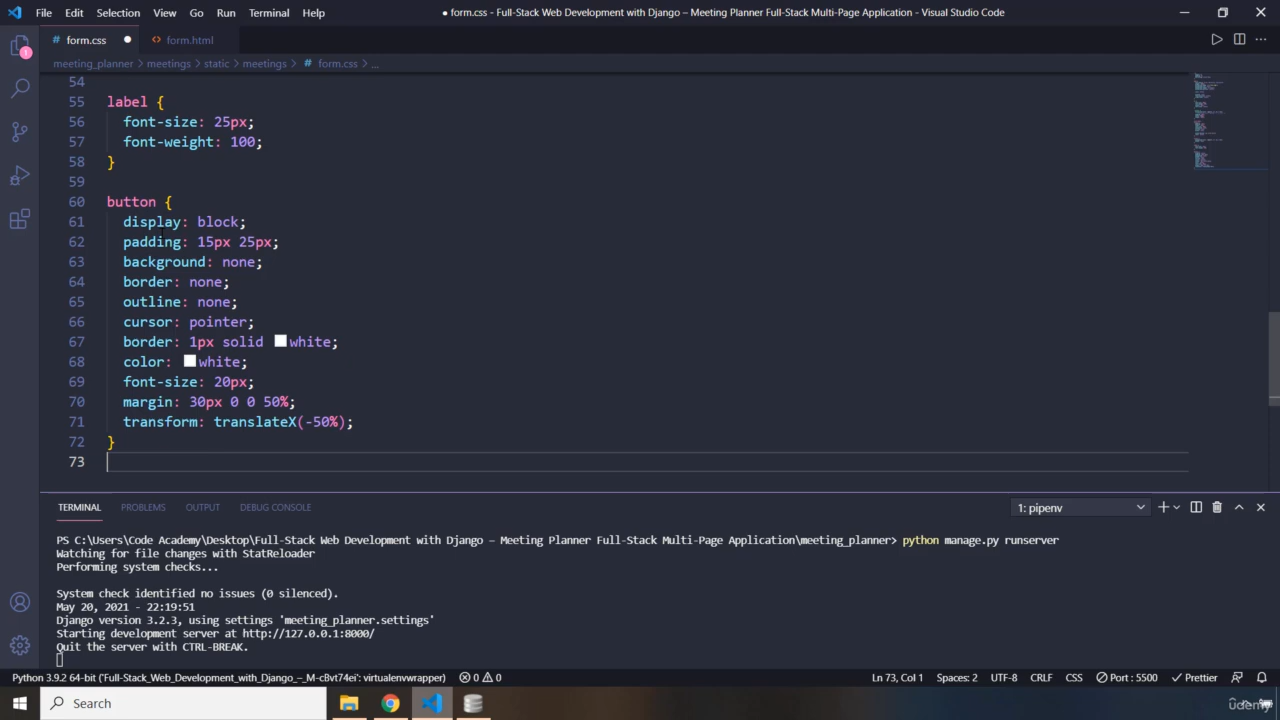 File Edit Selection View Go Run Terminal Help
● form.css - Full-Stack Web Development with Django – Meeting Planner Full-Stack Multi-Page Application - Visual Studio Code
# form.css ●
<> form.html
meeting_planner > meetings > static > meetings > # form.css > ...
1
54
55 label {
56 font-size: 25px;
57 font-weight: 100;
58 }
59
60 button {
61 display: block;
62 padding: 15px 25px;
63 background: none;
64 border: none;
65 outline: none;
66 cursor: pointer;
67 border: 1px solid white;
68 color: white;
69 font-size: 20px;
70 margin: 30px 0 0 50%;
71 transform: translateX(-50%);
72 }
73
TERMINAL PROBLEMS OUTPUT DEBUG CONSOLE
1: pipenv
PS C:\Users\Code Academy\Desktop\Full-Stack Web Development with Django – Meeting Planner Full-Stack Multi-Page Application\meeting_planner> python manage.py runserver
Watching for file changes with StatReloader
Performing system checks...
System check identified no issues (0 silenced).
May 20, 2021 - 22:19:51
Django version 3.2.3, using settings 'meeting_planner.settings'
Starting development server at http://127.0.0.1:8000/
Quit the server with CTRL-BREAK.
Python 3.9.2 64-bit ('Full-Stack_Web_Development_with_Django_–_M-cBvt74ei': virtualenvwrapper) 0 0
Ln 73, Col 1 Spaces: 2 UTF-8 CRLF CSS Port : 5500 Prettier
Search
udemy